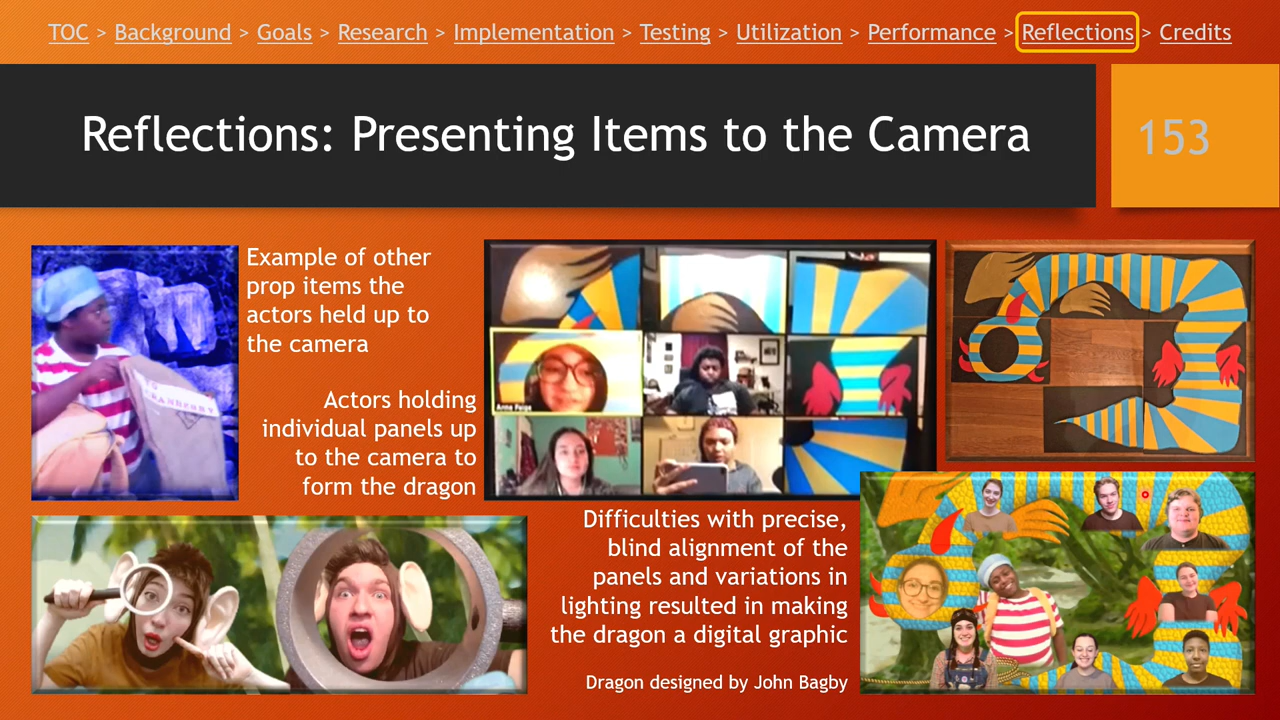 TOC > Background > Goals > Research > Implementation > Testing > Utilization > Performance > Reflections > Credits
Reflections: Presenting Items to the Camera
153
Example of other
prop items the
actors held up to
the camera
Actors holding
individual panels up
to the camera to
form the dragon
Anne Paige
Difficulties with precise,
blind alignment of the
panels and variations in
lighting resulted in making
the dragon a digital graphic
Dragon designed by John Bagby